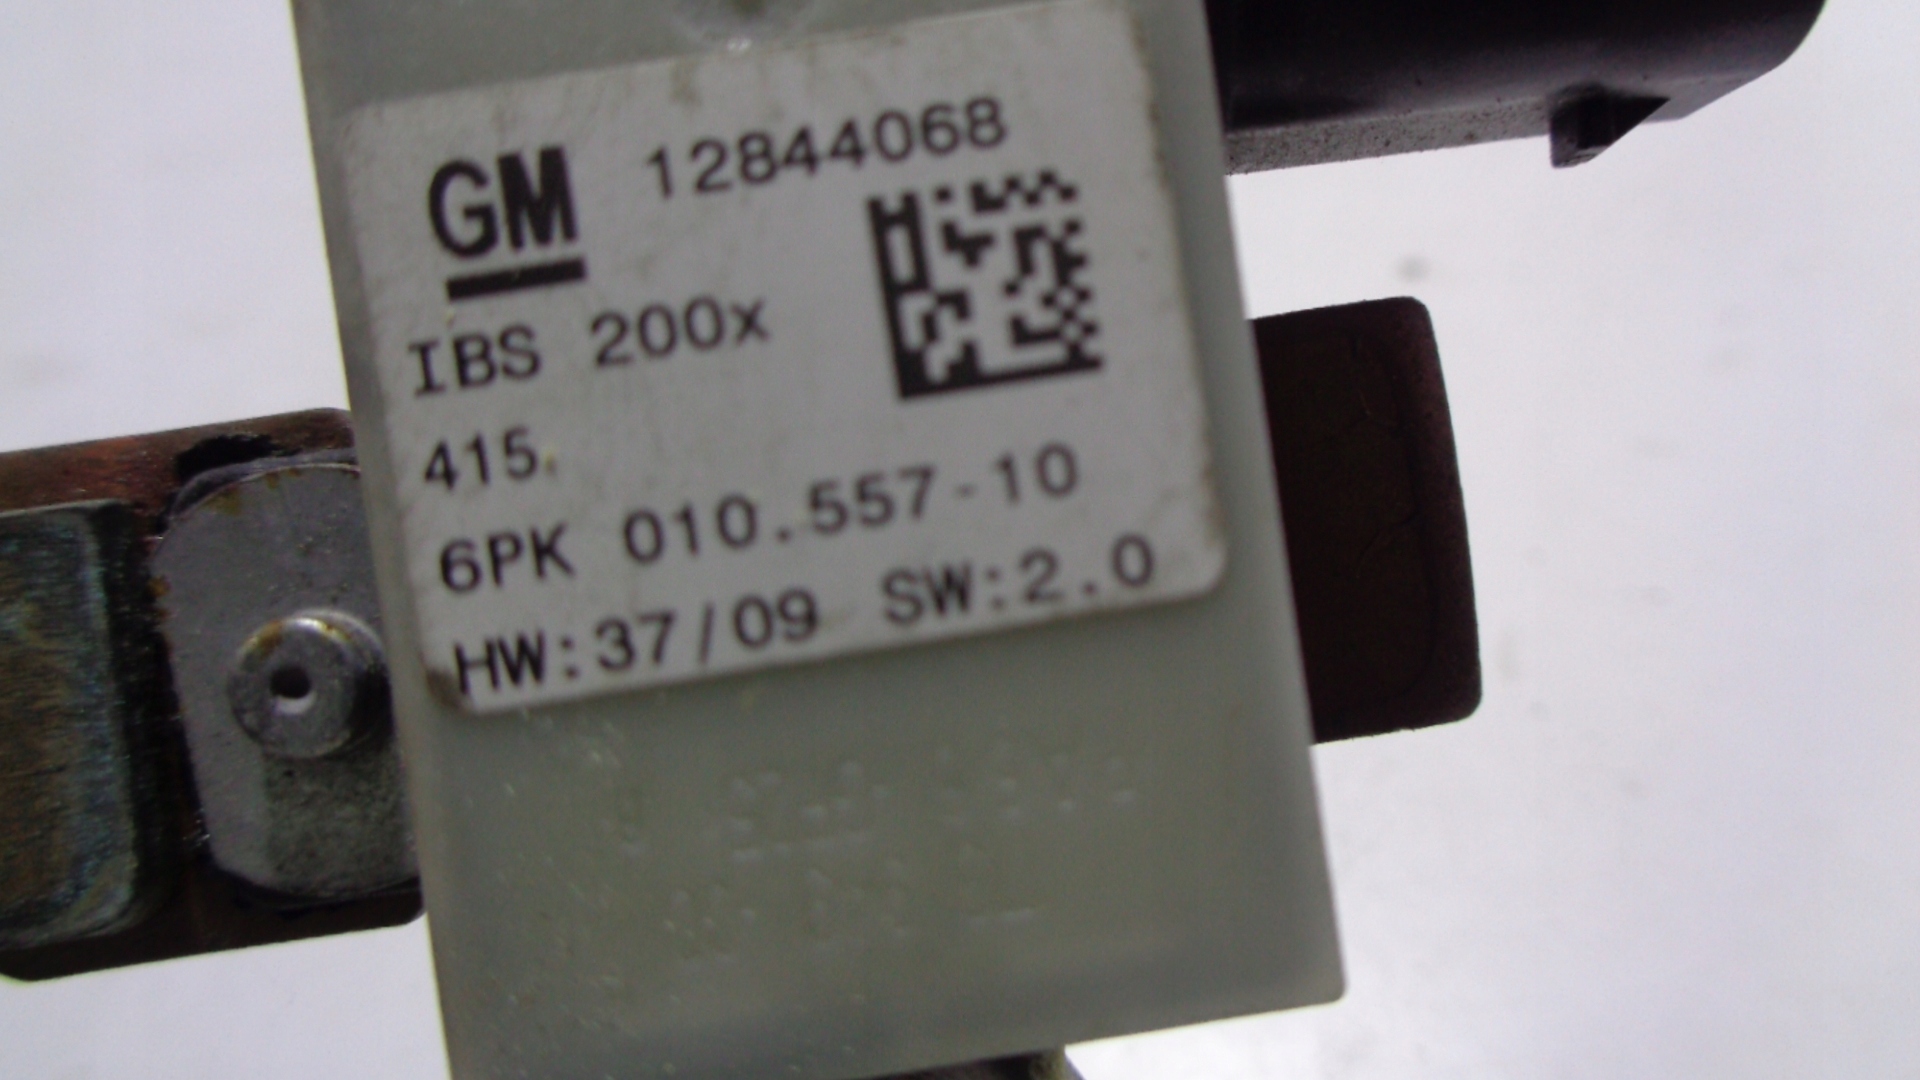 GM 12844068
IBS 200x
415.
6PK 010.557-10
HW:37/09 SW:2.0